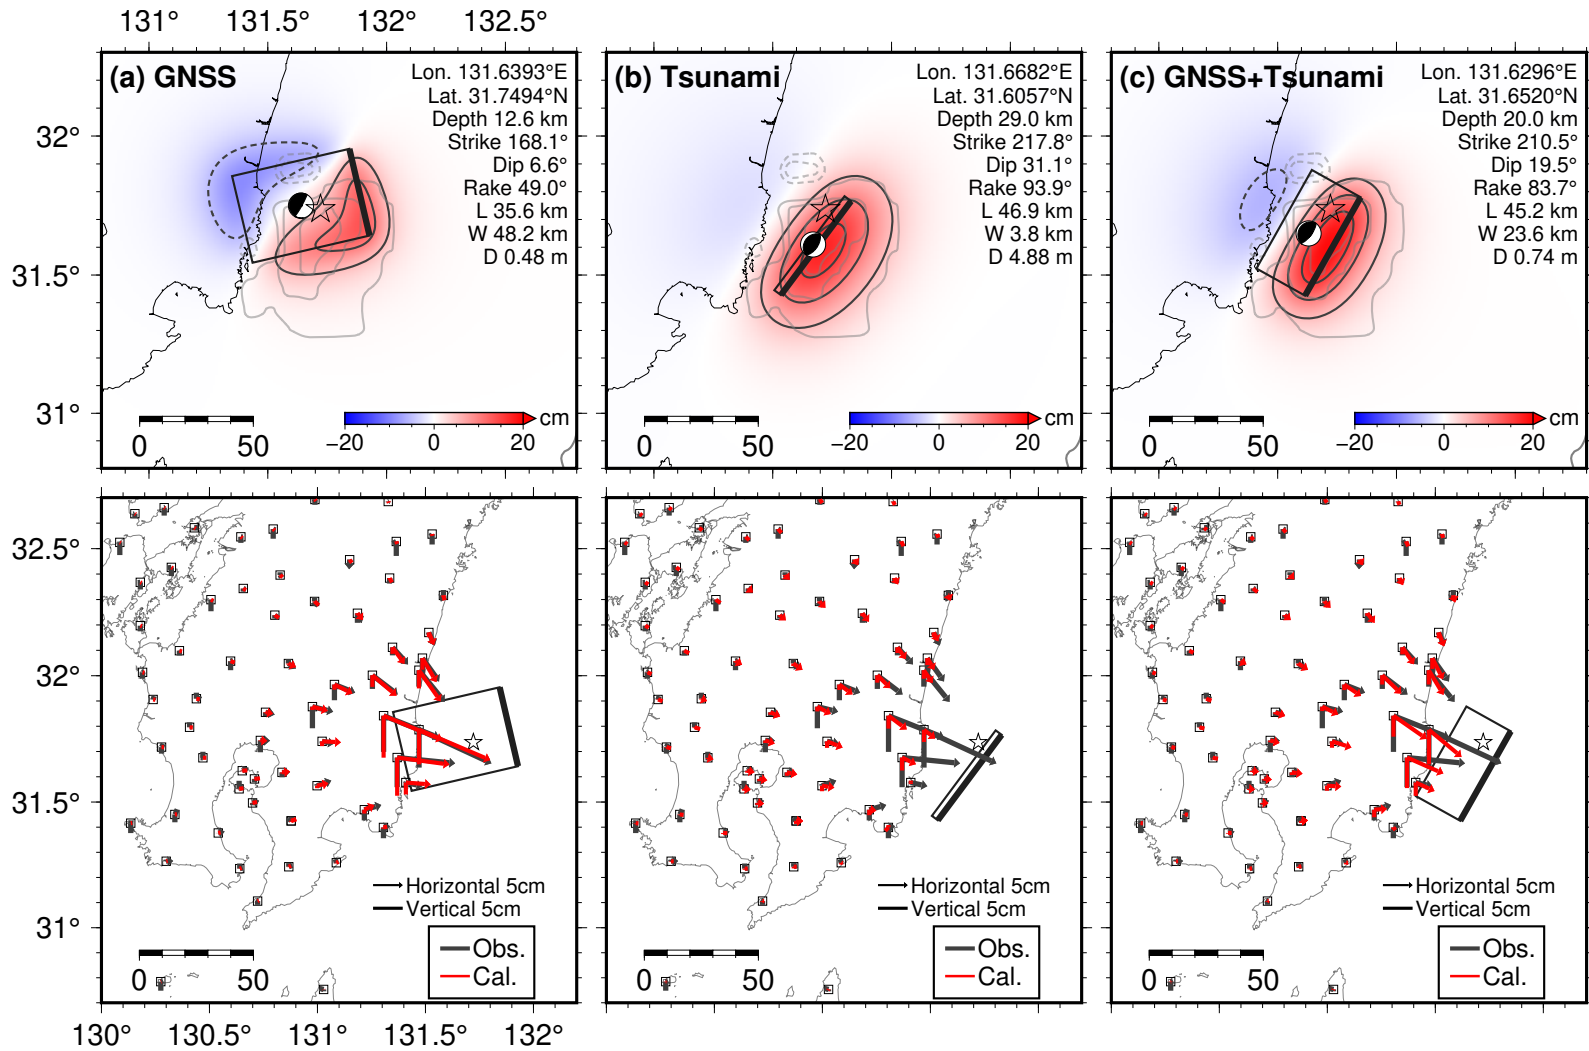 131° 131.5° 132° 132.5°
(a) GNSS
Lon. 131.6393°E
Lat. 31.7494°N
Depth 12.6 km
Strike 168.1°
Dip 6.6°
Rake 49.0°
L 35.6 km
W 48.2 km
D 0.48 m
32°
31.5°
31°
0 50
−20 0 20 cm
(b) Tsunami
Lon. 131.6682°E
Lat. 31.6057°N
Depth 29.0 km
Strike 217.8°
Dip 31.1°
Rake 93.9°
L 46.9 km
W 3.8 km
D 4.88 m
0 50
−20 0 20 cm
(c) GNSS+Tsunami
Lon. 131.6296°E
Lat. 31.6520°N
Depth 20.0 km
Strike 210.5°
Dip 19.5°
Rake 83.7°
L 45.2 km
W 23.6 km
D 0.74 m
0 50
−20 0 20 cm
32.5°
32°
31.5°
31°
Horizontal 5cm
Vertical 5cm
Obs.
Cal.
0 50
130° 130.5° 131° 131.5° 132°
Horizontal 5cm
Vertical 5cm
Obs.
Cal.
0 50
Horizontal 5cm
Vertical 5cm
Obs.
Cal.
0 50